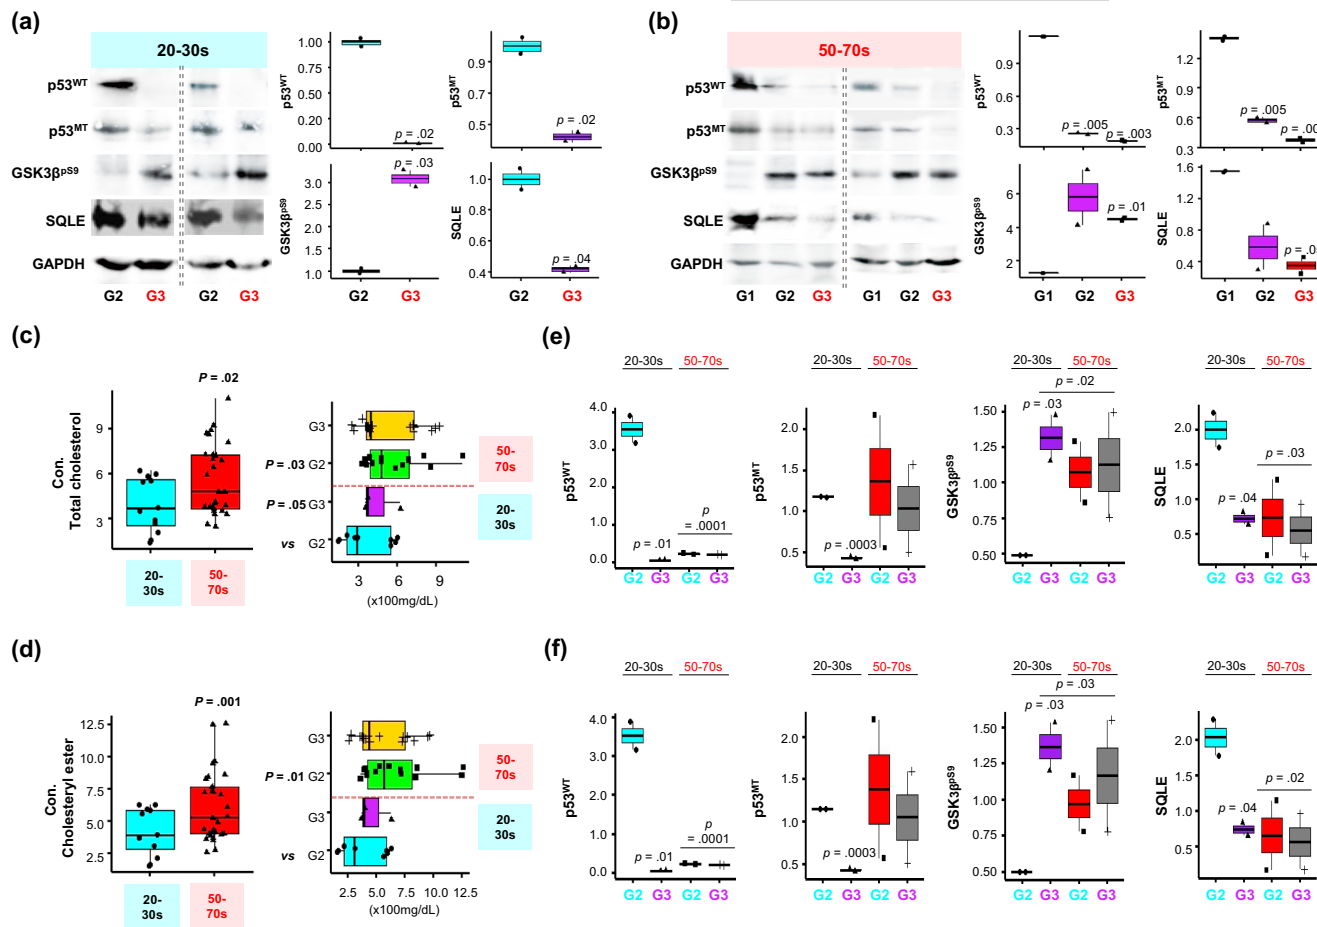 (a)
20-30s
p53WT
p53MT
GSK3βpS9
SQLE
GAPDH
G2 G3 G2 G3
p53WT
1.00
0.75
0.50
0.20
0.00
p = .02
p53MT
1.0
0.5
p = .02
GSK3βpS9
3.0
2.0
1.0
p = .03
G2 G3
SQLE
1.0
0.8
0.6
0.4
p = .04
G2 G3
(b)
50-70s
p53WT
p53MT
GSK3βpS9
SQLE
GAPDH
G1 G2 G3 G1 G2 G3
p53WT
0.9
0.6
0.3
p = .005
p = .003
p53MT
1.2
0.9
0.6
0.3
p = .005
p = .00
GSK3βpS9
6
4
2
p = .01
G1 G2 G3
SQLE
1.2
0.8
0.4
p = .05
G1 G2 G3
(c)
Con.
Total cholesterol
9
6
3
P = .02
20-
30s
50-
70s
G3
P = .03 G2
P = .05 G3
vs G2
3 6 9
(x100mg/dL)
50-
70s
20-
30s
(d)
Con.
Cholesteryl ester
12.5
10.0
7.5
5.0
2.5
P = .001
20-
30s
50-
70s
G3
P = .01 G2
G3
vs G2
2.5 5.0 7.5 10.0 12.5
(x100mg/dL)
50-
70s
20-
30s
(e)
20-30s 50-70s
p53WT
4.0
3.0
2.0
1.0
0.0
p = .01
p
= .0001
G2 G3 G2 G3
20-30s 50-70s
p53MT
2.0
1.5
1.0
0.5
p = .0003
G2 G3 G2 G3
20-30s 50-70s
GSK3βpS9
1.50
1.25
1.00
0.75
0.50
p = .02
p = .03
G2 G3 G2 G3
20-30s 50-70s
SQLE
2.0
1.5
1.0
0.5
p = .03
p = .04
G2 G3 G2 G3
(f)
20-30s 50-70s
p53WT
4.0
3.0
2.0
1.0
0.0
p = .01
p
= .0001
G2 G3 G2 G3
20-30s 50-70s
p53MT
2.0
1.5
1.0
0.5
p = .0003
G2 G3 G2 G3
20-30s 50-70s
GSK3βpS9
1.50
1.25
1.00
0.75
0.50
p = .03
p = .03
G2 G3 G2 G3
20-30s 50-70s
SQLE
2.0
1.5
1.0
0.5
p = .02
p = .04
G2 G3 G2 G3